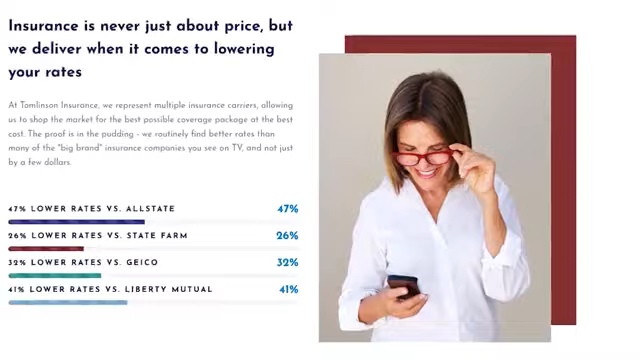 Insurance is never just about price, but
we deliver when it comes to lowering
your rates
At Tomlinson Insurance, we represent multiple insurance carriers, allowing
us to shop the market for the best possible coverage package at the best
cost. The proof is in the pudding - we routinely find better rates than
many of the "big brand" insurance companies you see on TV, and not just
by a few dollars.
47% LOWER RATES VS. ALLSTATE 47%
26% LOWER RATES VS. STATE FARM 26%
32% LOWER RATES VS. GEICO 32%
41% LOWER RATES VS. LIBERTY MUTUAL 41%